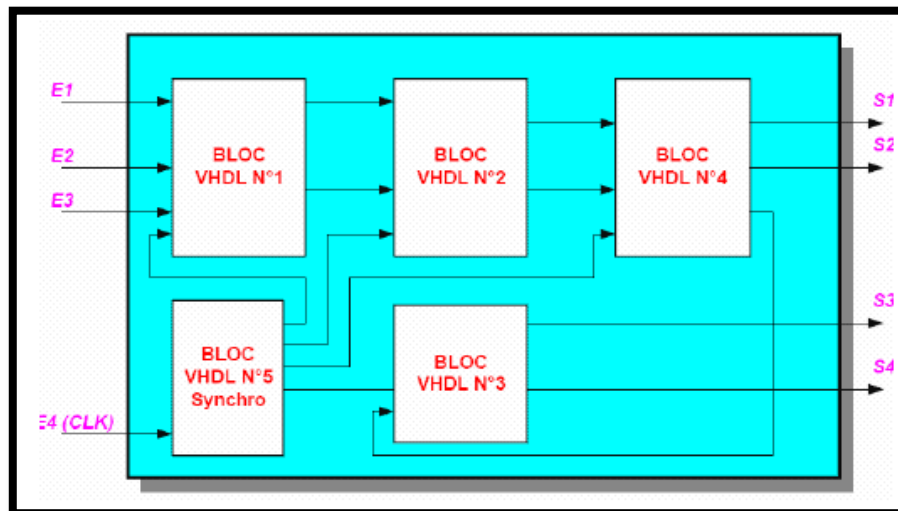 E1
E2
E3
BLOC
VHDL N°1
BLOC
VHDL N°2
BLOC
VHDL N°4
S1
S2
BLOC
VHDL N°5
Synchro
BLOC
VHDL N°3
S3
S4
E4 (CLK)